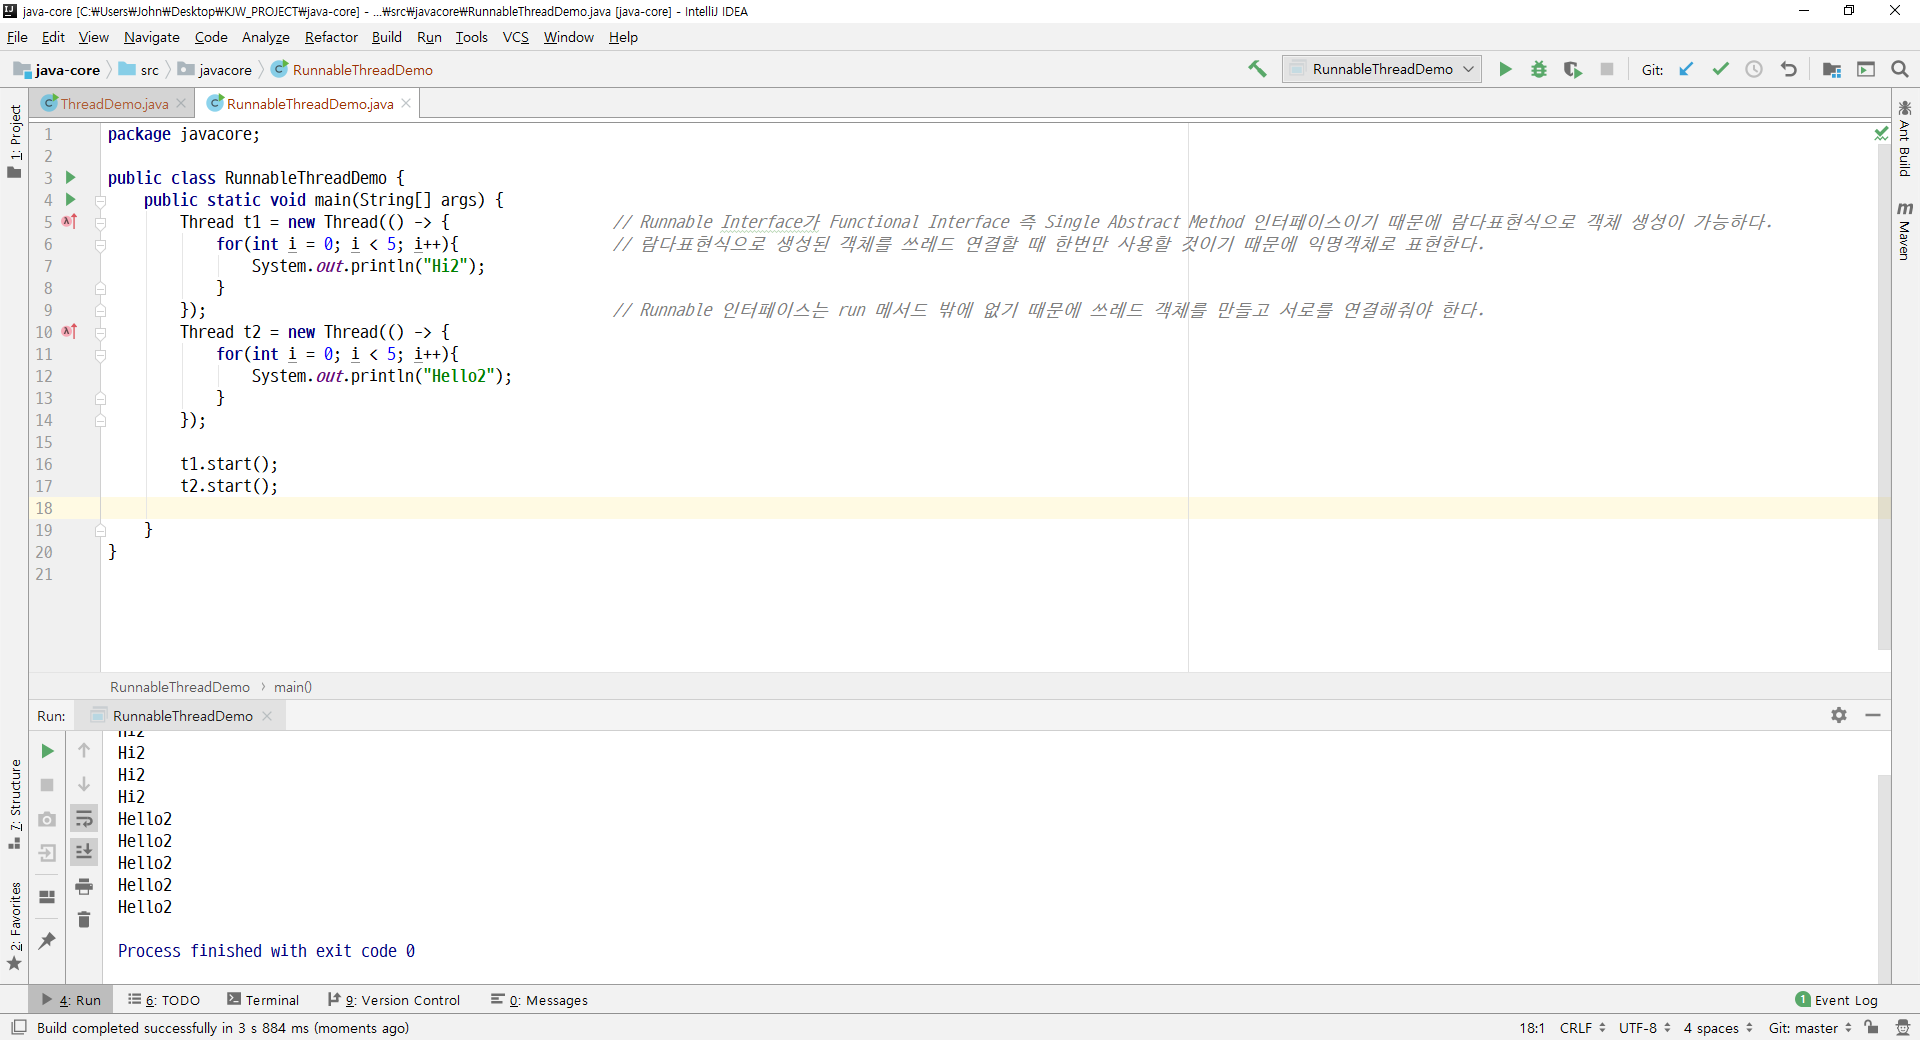 java-core [C:₩Users₩John₩Desktop₩KJW_PROJECT₩java-core] - ...₩src₩javacore₩RunnableThreadDemo.java [java-core] - IntelliJ IDEA
File Edit View Navigate Code Analyze Refactor Build Run Tools VCS Window Help
java-core src javacore RunnableThreadDemo RunnableThreadDemo Git:
ThreadDemo.java RunnableThreadDemo.java
1: Project
Ant Build
Maven
1 package javacore;
2
3 public class RunnableThreadDemo {
4 public static void main(String[] args) {
5 Thread t1 = new Thread(() -> { // Runnable Interface가 Functional Interface 즉 Single Abstract Method 인터페이스이기 때문에 람다표현식으로 객체 생성이 가능하다.
6 for(int i = 0; i < 5; i++){ // 람다표현식으로 생성된 객체를 쓰레드 연결할 때 한번만 사용할 것이기 때문에 익명객체로 표현한다.
7 System.out.println("Hi2");
8 }
9 }); // Runnable 인터페이스는 run 메서드 밖에 없기 때문에 쓰레드 객체를 만들고 서로를 연결해줘야 한다.
10 Thread t2 = new Thread(() -> {
11 for(int i = 0; i < 5; i++){
12 System.out.println("Hello2");
13 }
14 });
15
16 t1.start();
17 t2.start();
18
19 }
20 }
21
RunnableThreadDemo › main()
Run: RunnableThreadDemo
Hi2
Hi2
Hi2
Hi2
Hello2
Hello2
Hello2
Hello2
Hello2
Process finished with exit code 0
7: Structure
2: Favorites
4: Run 6: TODO Terminal 9: Version Control 0: Messages 1 Event Log
Build completed successfully in 3 s 884 ms (moments ago) 18:1 CRLF UTF-8 4 spaces Git: master